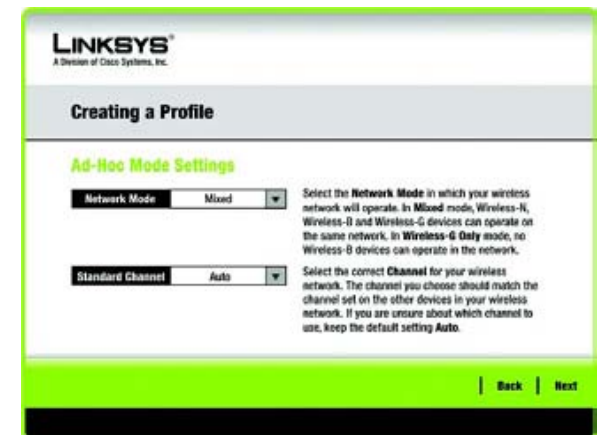 LINKSYS®
A Division of Cisco Systems, Inc.
Creating a Profile
Ad-Hoc Mode Settings
Network Mode Mixed
Select the Network Mode in which your wireless
network will operate. In Mixed mode, Wireless-N,
Wireless-B and Wireless-G devices can operate on
the same network. In Wireless-G Only mode, no
Wireless-B devices can operate in the network.
Standard Channel Auto
Select the correct Channel for your wireless
network. The channel you choose should match the
channel set on the other devices in your wireless
network. If you are unsure about which channel to
use, keep the default setting Auto.
Back Next